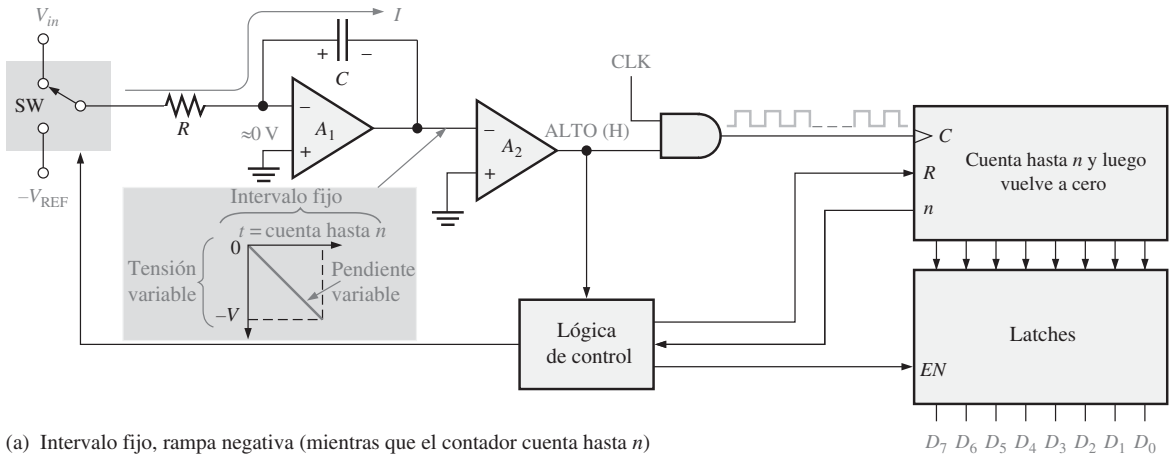 V_in
I
SW
R
+
−
C
≈0 V
−
+
A_1
−
+
A_2
−V_REF
CLK
ALTO (H)
C
R
n
Cuenta hasta n y luego
vuelve a cero
Intervalo fijo
t = cuenta hasta n
0
Tensión
variable
Pendiente
variable
−V
Lógica
de control
Latches
EN
D_7 D_6 D_5 D_4 D_3 D_2 D_1 D_0
(a) Intervalo fijo, rampa negativa (mientras que el contador cuenta hasta n)